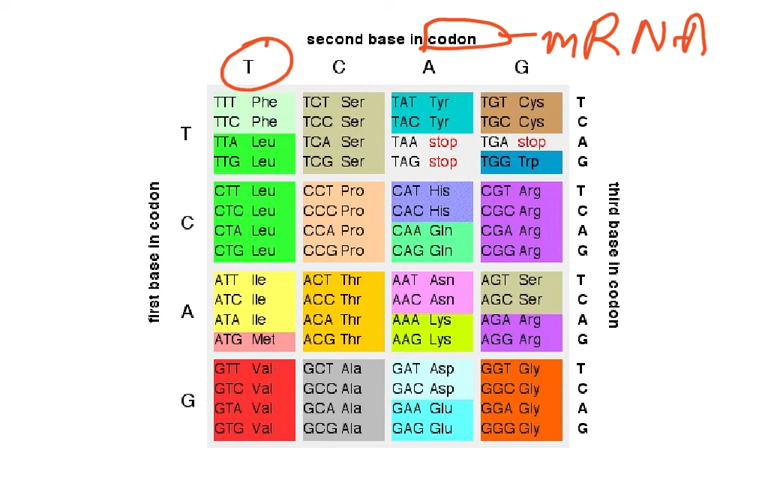 second base in codon mRNA
T C A G
TTT Phe TCT Ser TAT Tyr TGT Cys T
TTC Phe TCC Ser TAC Tyr TGC Cys C
T TTA Leu TCA Ser TAA stop TGA stop A
TTG Leu TCG Ser TAG stop TGG Trp G
CTT Leu CCT Pro CAT His CGT Arg T
CTC Leu CCC Pro CAC His CGC Arg C
C CTA Leu CCA Pro CAA Gln CGA Arg A
CTG Leu CCG Pro CAG Gln CGG Arg G
ATT Ile ACT Thr AAT Asn AGT Ser T
ATC Ile ACC Thr AAC Asn AGC Ser C
A ATA Ile ACA Thr AAA Lys AGA Arg A
ATG Met ACG Thr AAG Lys AGG Arg G
GTT Val GCT Ala GAT Asp GGT Gly T
GTC Val GCC Ala GAC Asp GGC Gly C
G GTA Val GCA Ala GAA Glu GGA Gly A
GTG Val GCG Ala GAG Glu GGG Gly G
first base in codon
third base in codon